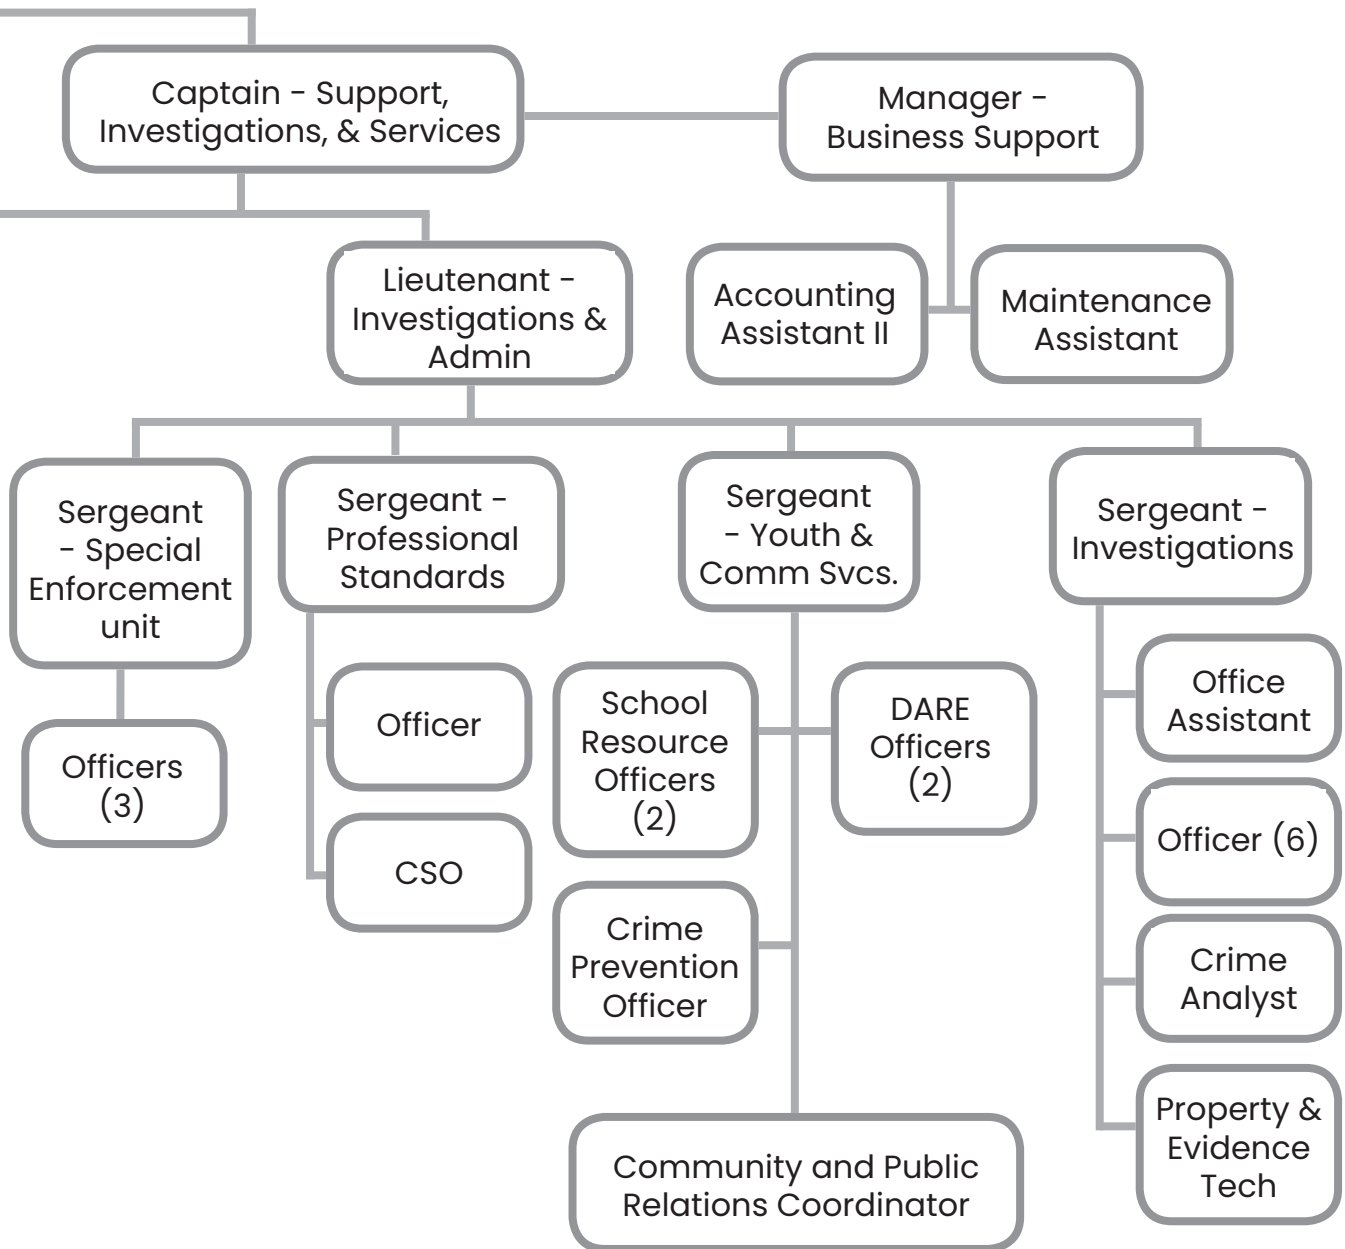 Captain - Support,
Investigations, & Services
Manager -
Business Support
Lieutenant -
Investigations &
Admin
Accounting
Assistant II
Maintenance
Assistant
Sergeant
- Special
Enforcement
unit
Sergeant -
Professional
Standards
Sergeant
- Youth &
Comm Svcs.
Sergeant -
Investigations
Officers
(3)
Officer
CSO
School
Resource
Officers
(2)
DARE
Officers
(2)
Crime
Prevention
Officer
Community and Public
Relations Coordinator
Office
Assistant
Officer (6)
Crime
Analyst
Property &
Evidence
Tech